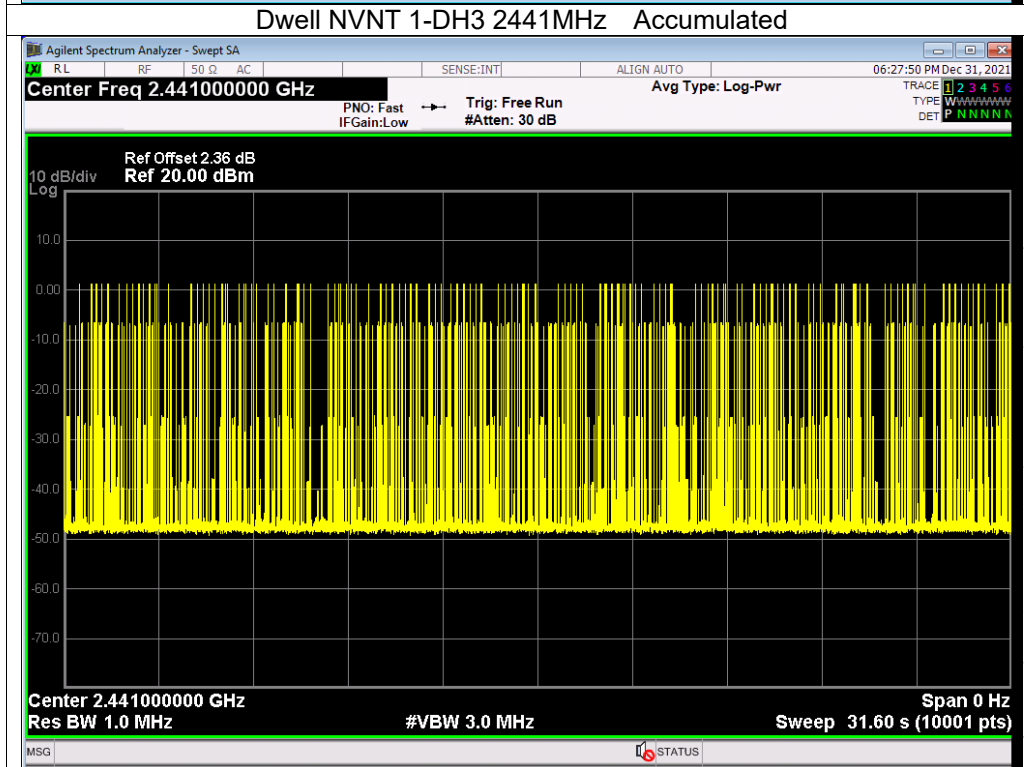 Dwell NVNT 1-DH3 2441MHz Accumulated
Agilent Spectrum Analyzer - Swept SA
LXI RL RF 50 Ω AC SENSE:INT ALIGN AUTO 06:27:50 PM Dec 31, 2021
Center Freq 2.441000000 GHz Avg Type: Log-Pwr TRACE 1 2 3 4 5 6
PNO: Fast Trig: Free Run TYPE WWWWWWW
IFGain:Low #Atten: 30 dB DET P N N N N N
Ref Offset 2.36 dB
10 dB/div Ref 20.00 dBm
Log
10.0
0.00
-10.0
-20.0
-30.0
-40.0
-50.0
-60.0
-70.0
Center 2.441000000 GHz Span 0 Hz
Res BW 1.0 MHz #VBW 3.0 MHz Sweep 31.60 s (10001 pts)
MSG STATUS